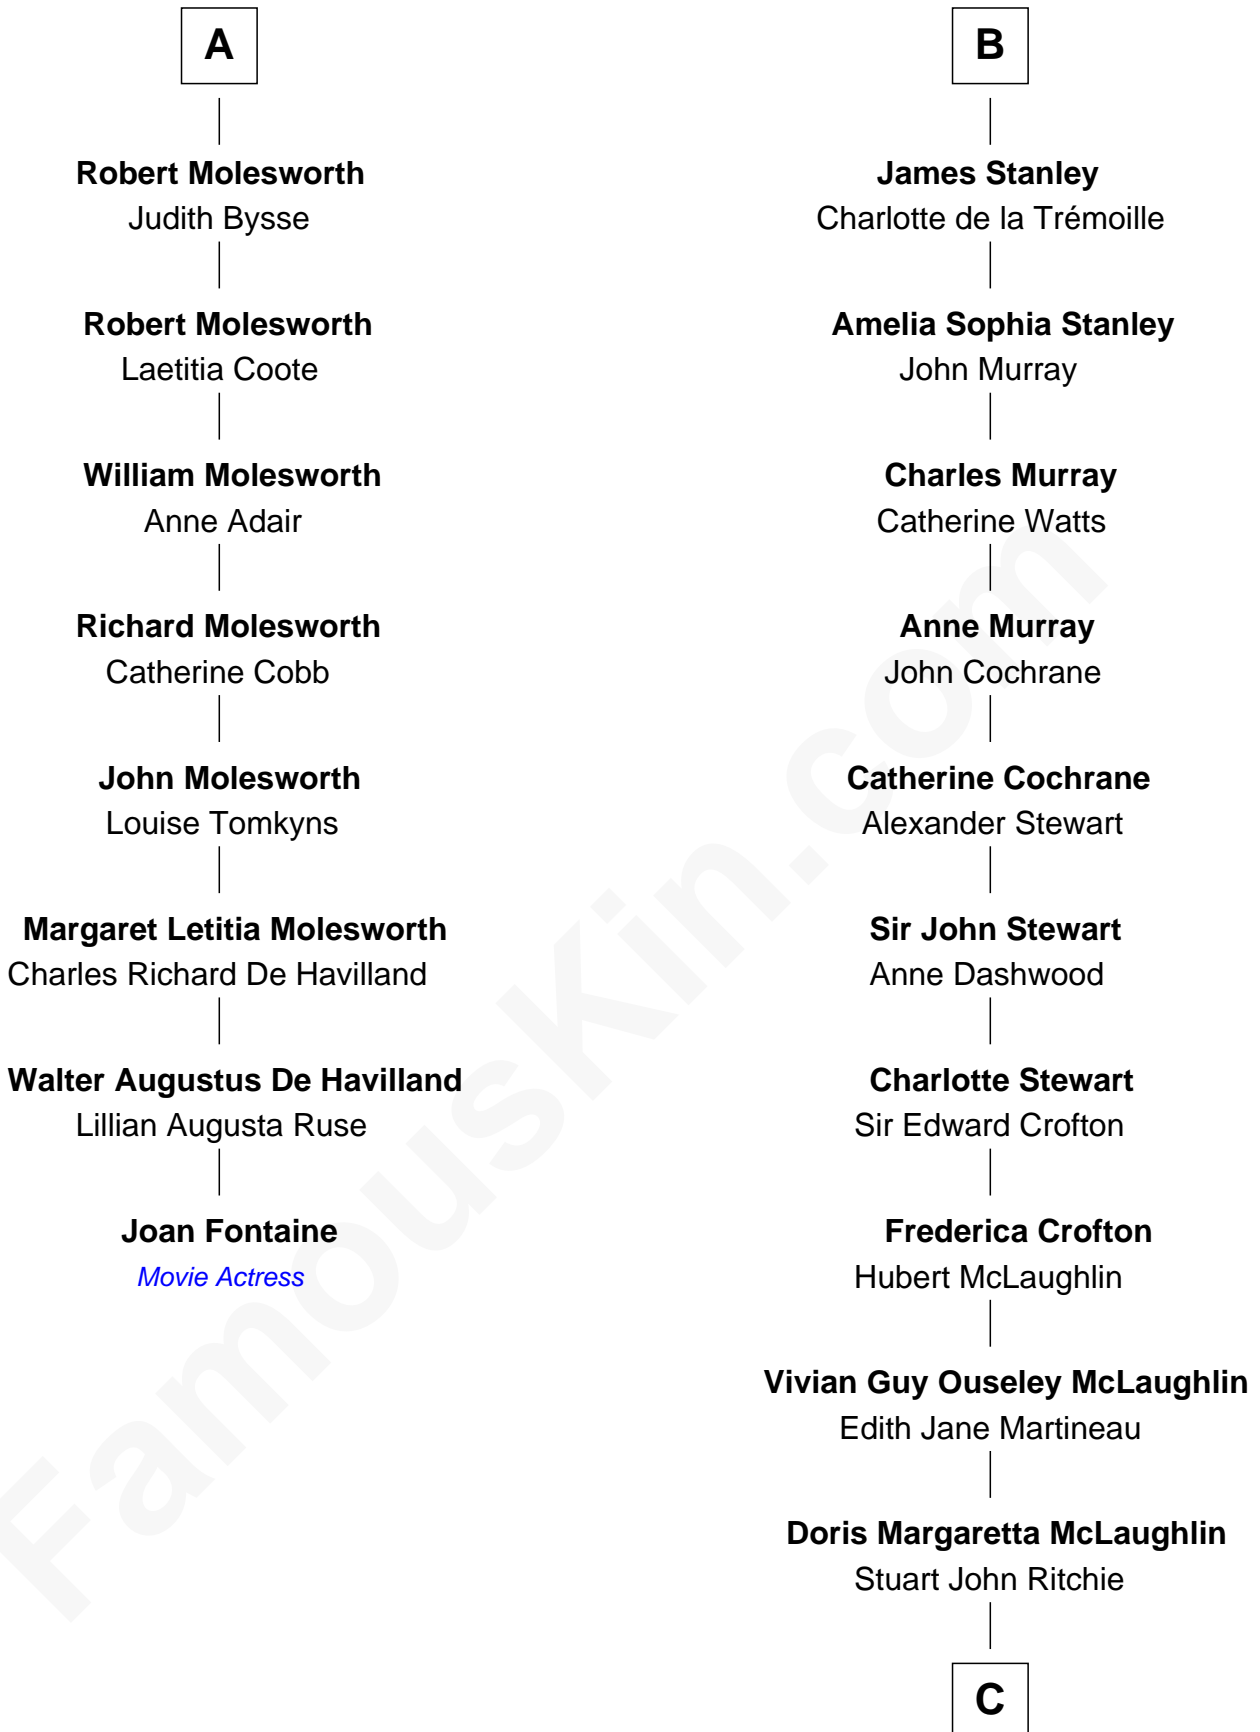 A
Robert Molesworth
Judith Bysse
Robert Molesworth
Laetitia Coote
William Molesworth
Anne Adair
Richard Molesworth
Catherine Cobb
John Molesworth
Louise Tomkyns
Margaret Letitia Molesworth
Charles Richard De Havilland
Walter Augustus De Havilland
Lillian Augusta Ruse
Joan Fontaine
Movie Actress
B
James Stanley
Charlotte de la Trémoille
Amelia Sophia Stanley
John Murray
Charles Murray
Catherine Watts
Anne Murray
John Cochrane
Catherine Cochrane
Alexander Stewart
Sir John Stewart
Anne Dashwood
Charlotte Stewart
Sir Edward Crofton
Frederica Crofton
Hubert McLaughlin
Vivian Guy Ouseley McLaughlin
Edith Jane Martineau
Doris Margaretta McLaughlin
Stuart John Ritchie
C
FamousKin.com